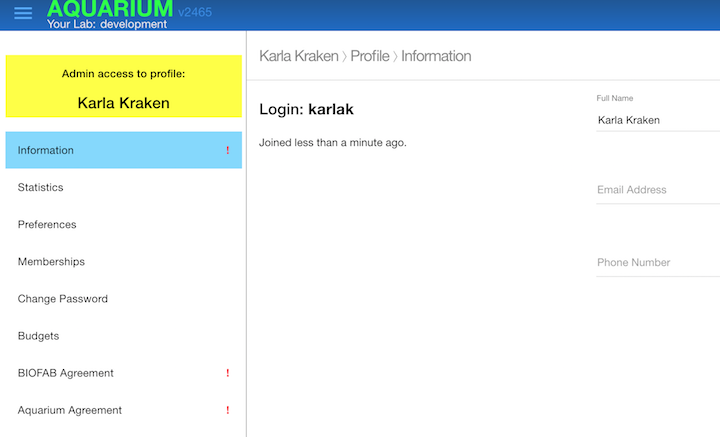 AQUARIUM v2465
Your Lab: development
Admin access to profile:
Karla Kraken
Information !
Statistics
Preferences
Memberships
Change Password
Budgets
BIOFAB Agreement !
Aquarium Agreement !
Karla Kraken 〉Profile 〉Information
Login: karlak
Joined less than a minute ago.
Full Name
Karla Kraken
Email Address
Phone Number